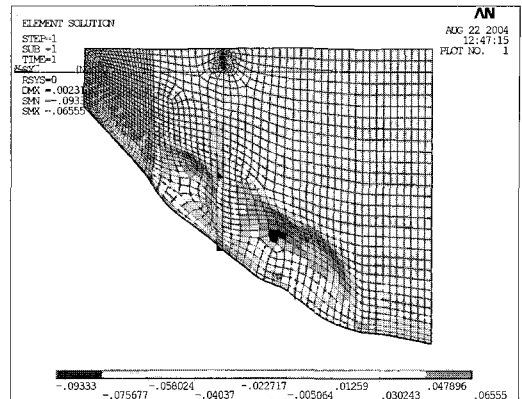 ELEMENT SOLUTION
STEP=1
SUB =1
TIME=1
RSYS=0
DMX =.00231
SMN =-.0933
SMX =.06555
AN
AUG 22 2004
12:47:15
PLOT NO. 1
-.09333 -.058024 -.022717 .01259 .047896
-.075677 -.04037 -.005064 .030243 .06555